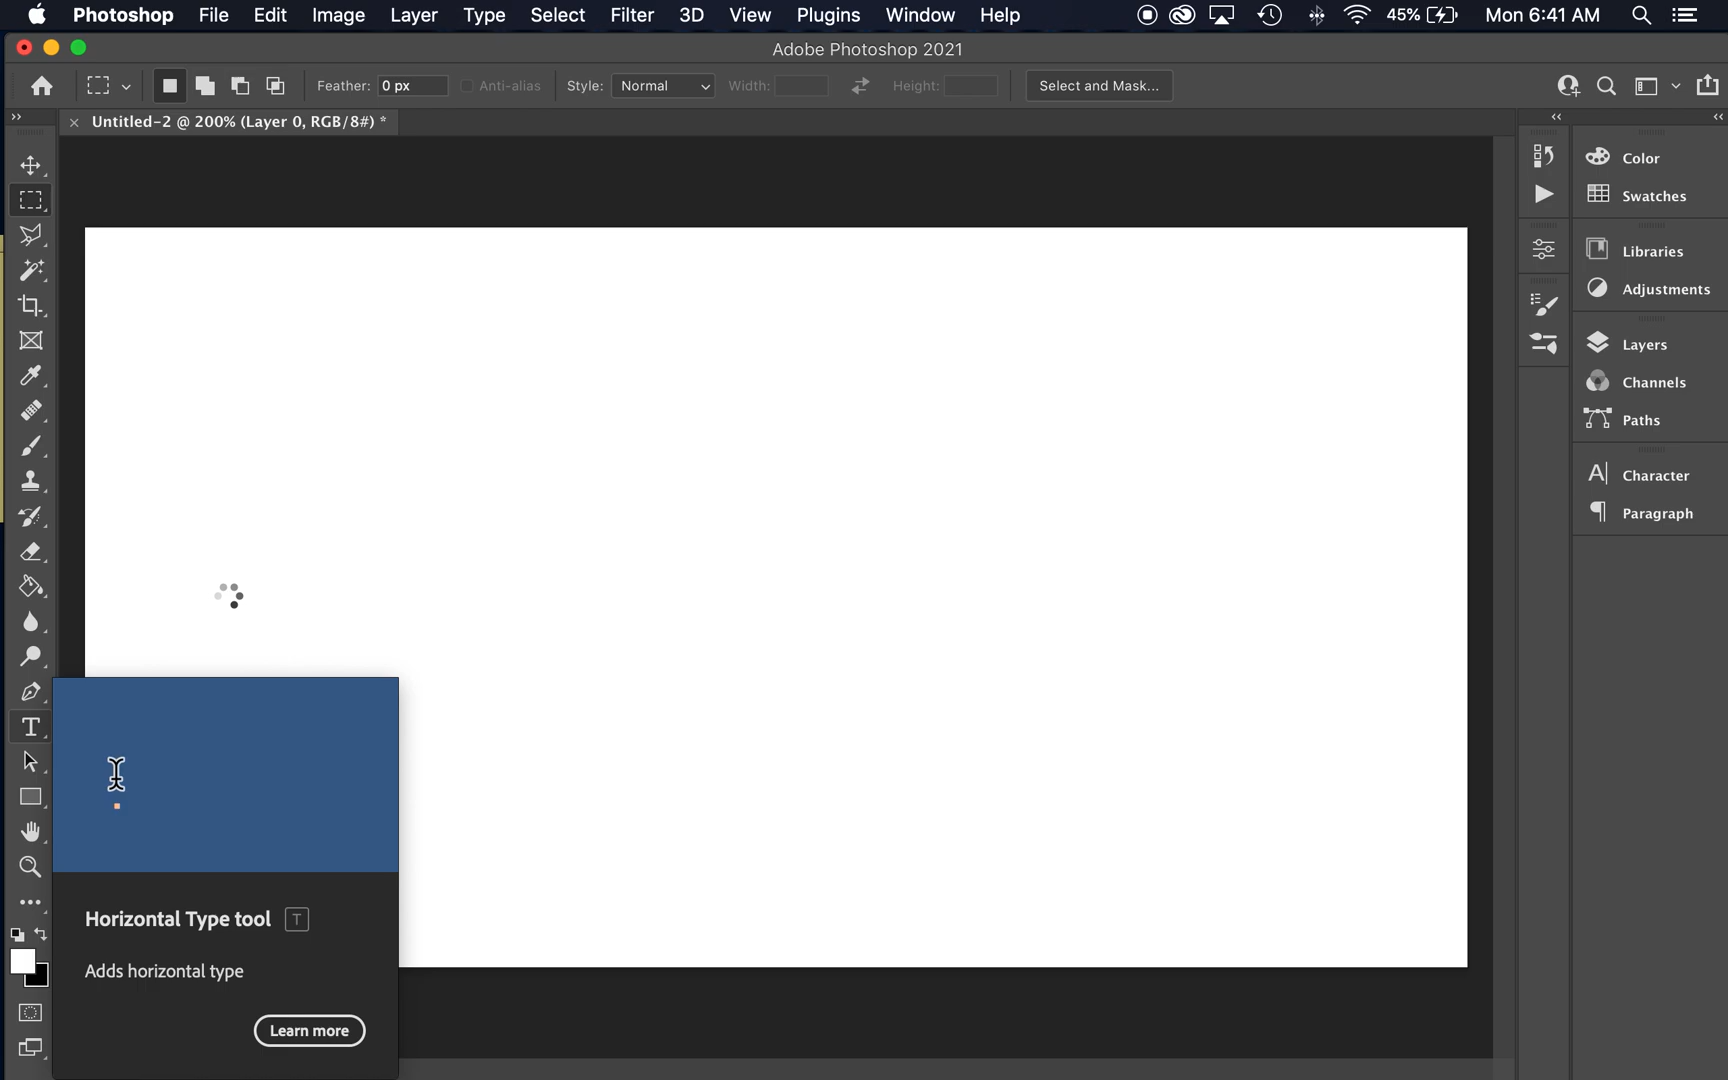 Photoshop File Edit Image Layer Type Select Filter 3D View Plugins Window Help 45% Mon 6:41 AM
Adobe Photoshop 2021
Feather: 0 px Anti-alias Style: Normal Width: Height: Select and Mask...
Untitled-2 @ 200% (Layer 0, RGB/8#) *
Color
Swatches
Libraries
Adjustments
Layers
Channels
Paths
Character
Paragraph
Horizontal Type tool T
Adds horizontal type
Learn more